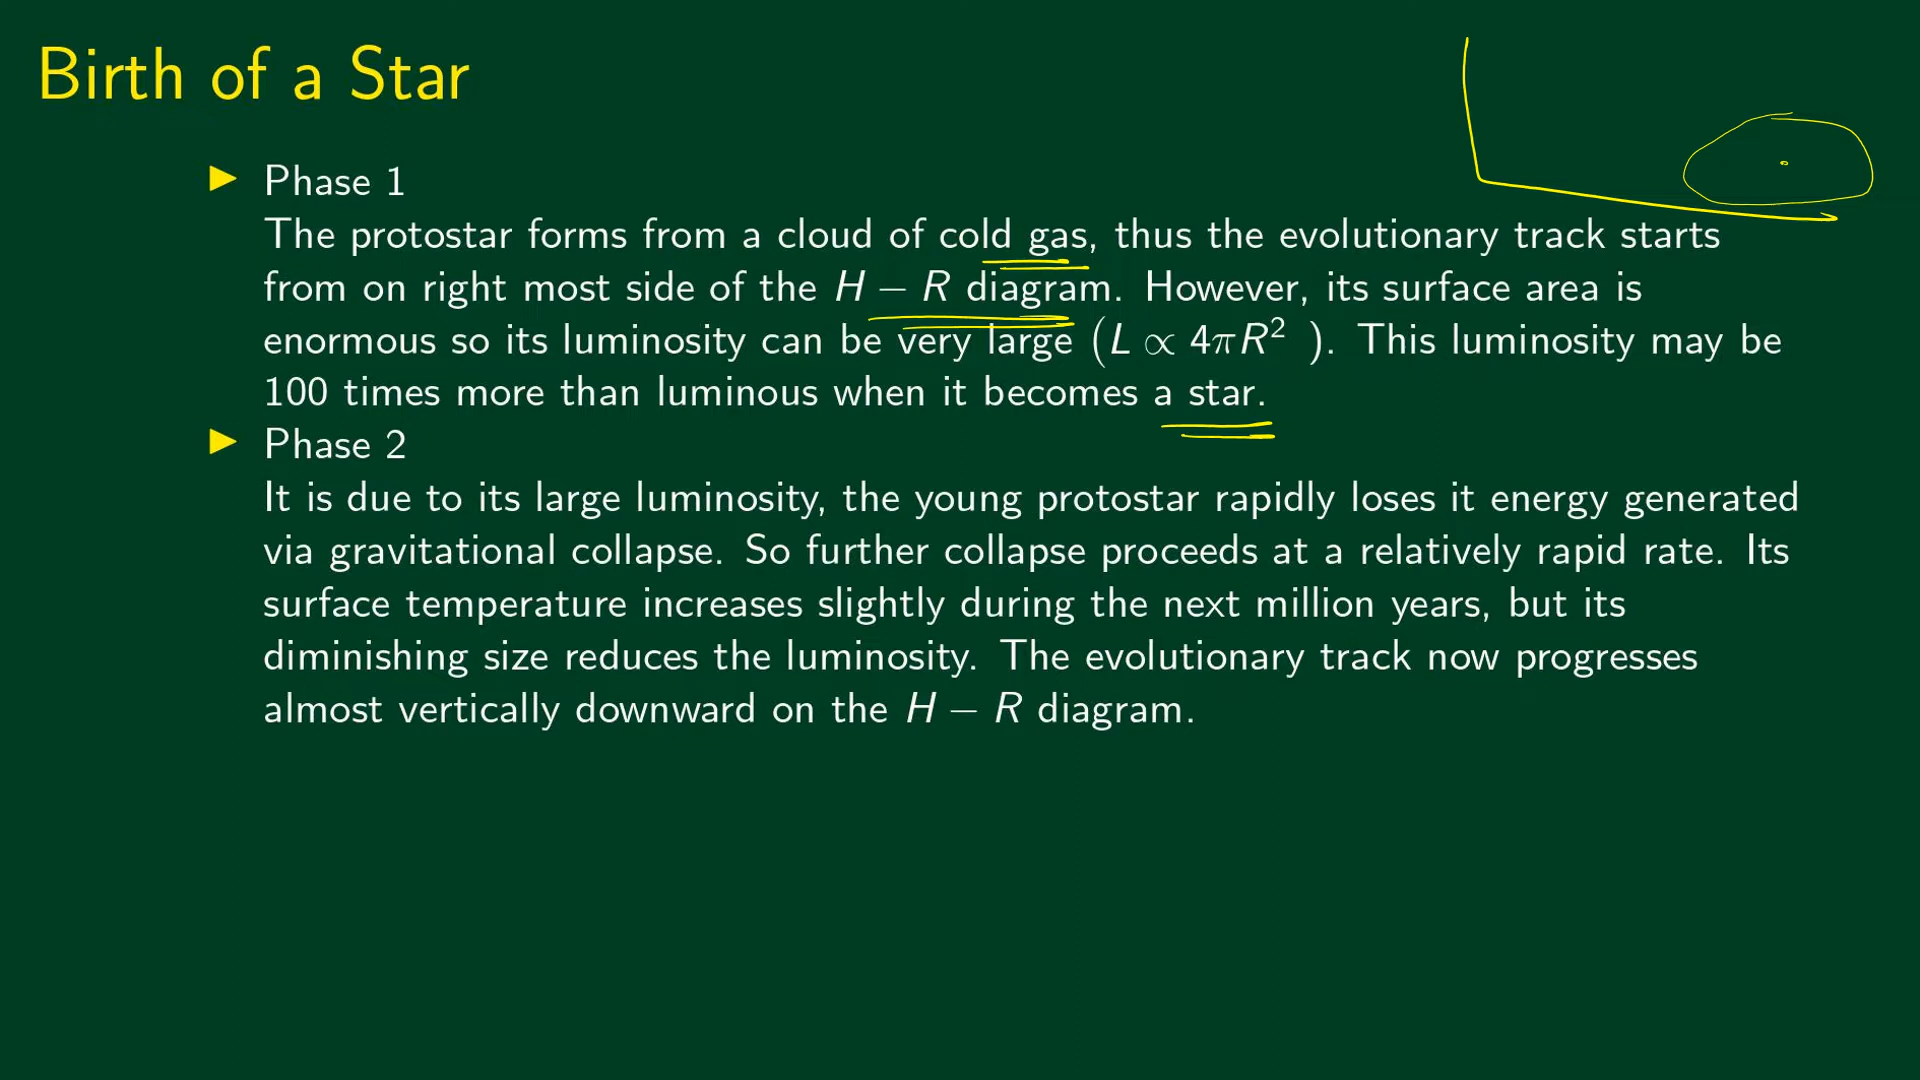 Birth of a Star
Phase 1
The protostar forms from a cloud of cold gas, thus the evolutionary track starts
from on right most side of the H – R diagram. However, its surface area is
enormous so its luminosity can be very large (L ∝ 4πR² ). This luminosity may be
100 times more than luminous when it becomes a star.
Phase 2
It is due to its large luminosity, the young protostar rapidly loses it energy generated
via gravitational collapse. So further collapse proceeds at a relatively rapid rate. Its
surface temperature increases slightly during the next million years, but its
diminishing size reduces the luminosity. The evolutionary track now progresses
almost vertically downward on the H – R diagram.